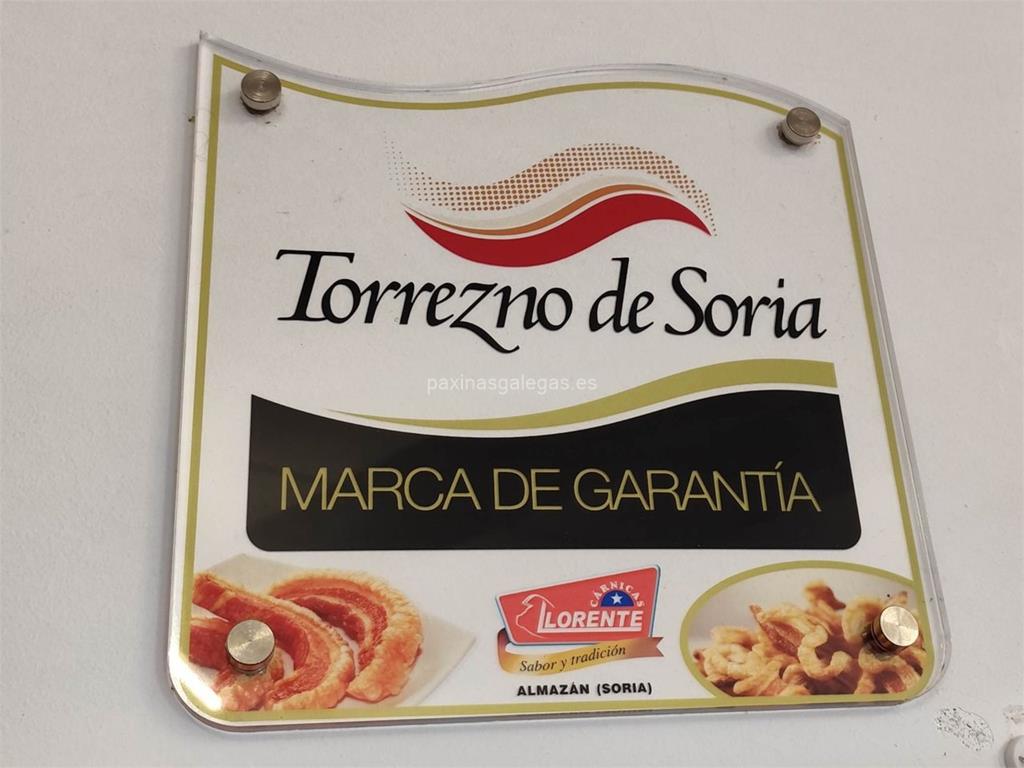 Torrezno de Soria
paxinasgalegas.es
MARCA DE GARANTÍA
CÁRNICAS
LLORENTE
Sabor y tradición
ALMAZÁN (SORIA)